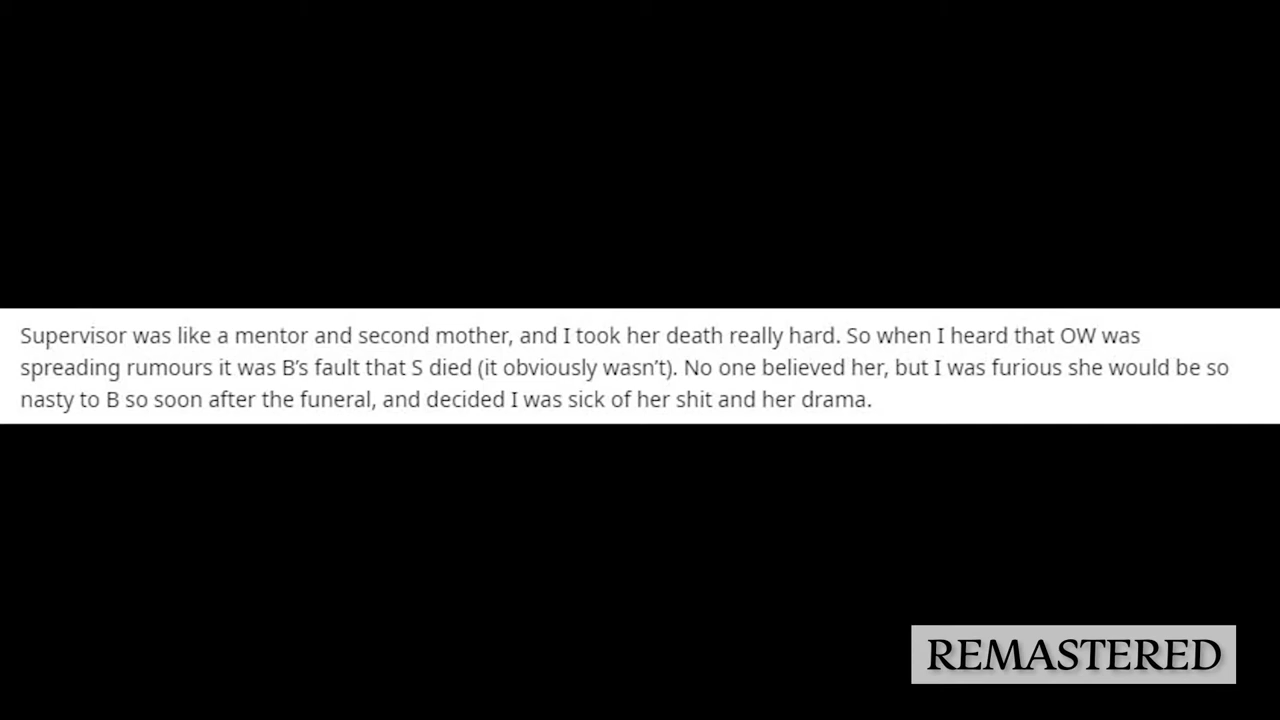 Supervisor was like a mentor and second mother, and I took her death really hard. So when I heard that OW was
spreading rumours it was B's fault that S died (it obviously wasn't). No one believed her, but I was furious she would be so
nasty to B so soon after the funeral, and decided I was sick of her shit and her drama.
REMASTERED